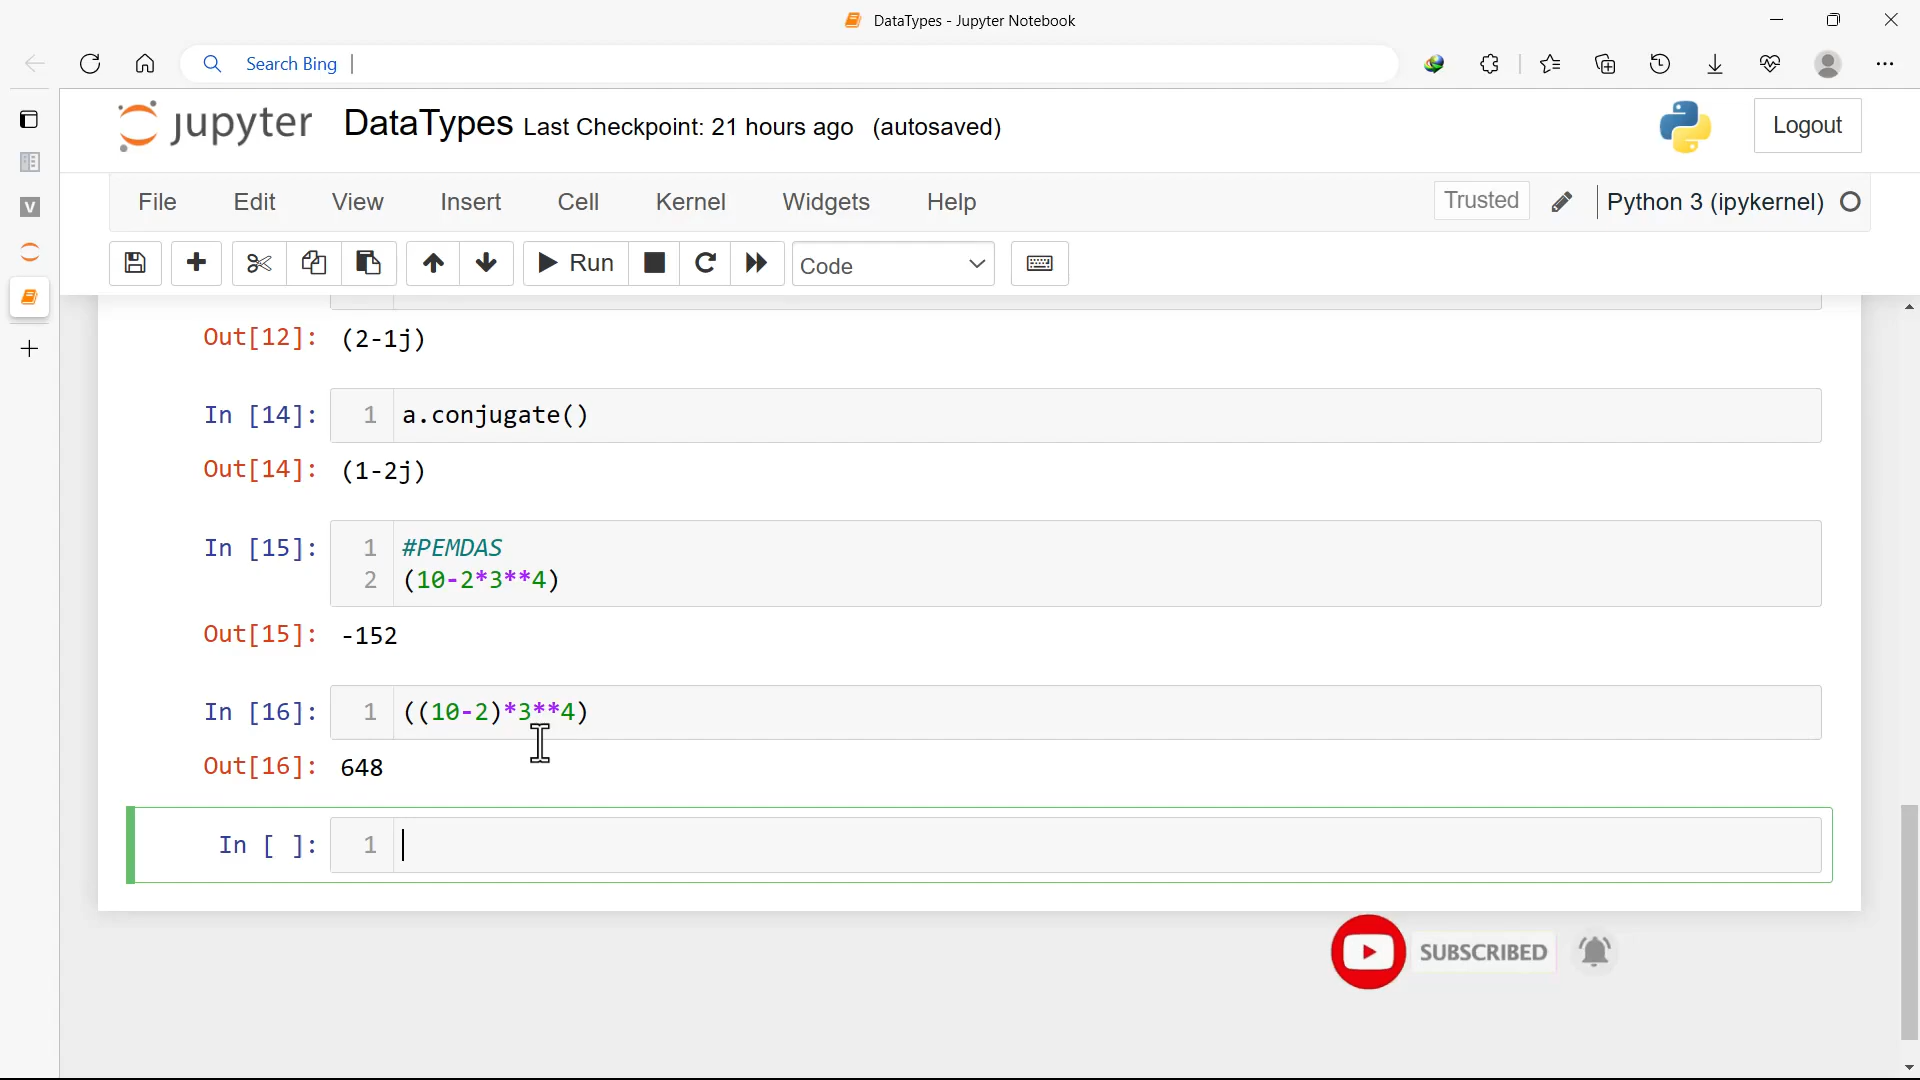 DataTypes - Jupyter Notebook
Search Bing
jupyter DataTypes Last Checkpoint: 21 hours ago (autosaved)
Logout
File Edit View Insert Cell Kernel Widgets Help
Trusted
Python 3 (ipykernel)
Run
Code
V
Out[12]: (2-1j)
In [14]: 1 a.conjugate()
Out[14]: (1-2j)
In [15]: 1 #PEMDAS
2 (10-2*3**4)
Out[15]: -152
In [16]: 1 ((10-2)*3**4)
Out[16]: 648
In [ ]: 1
SUBSCRIBED